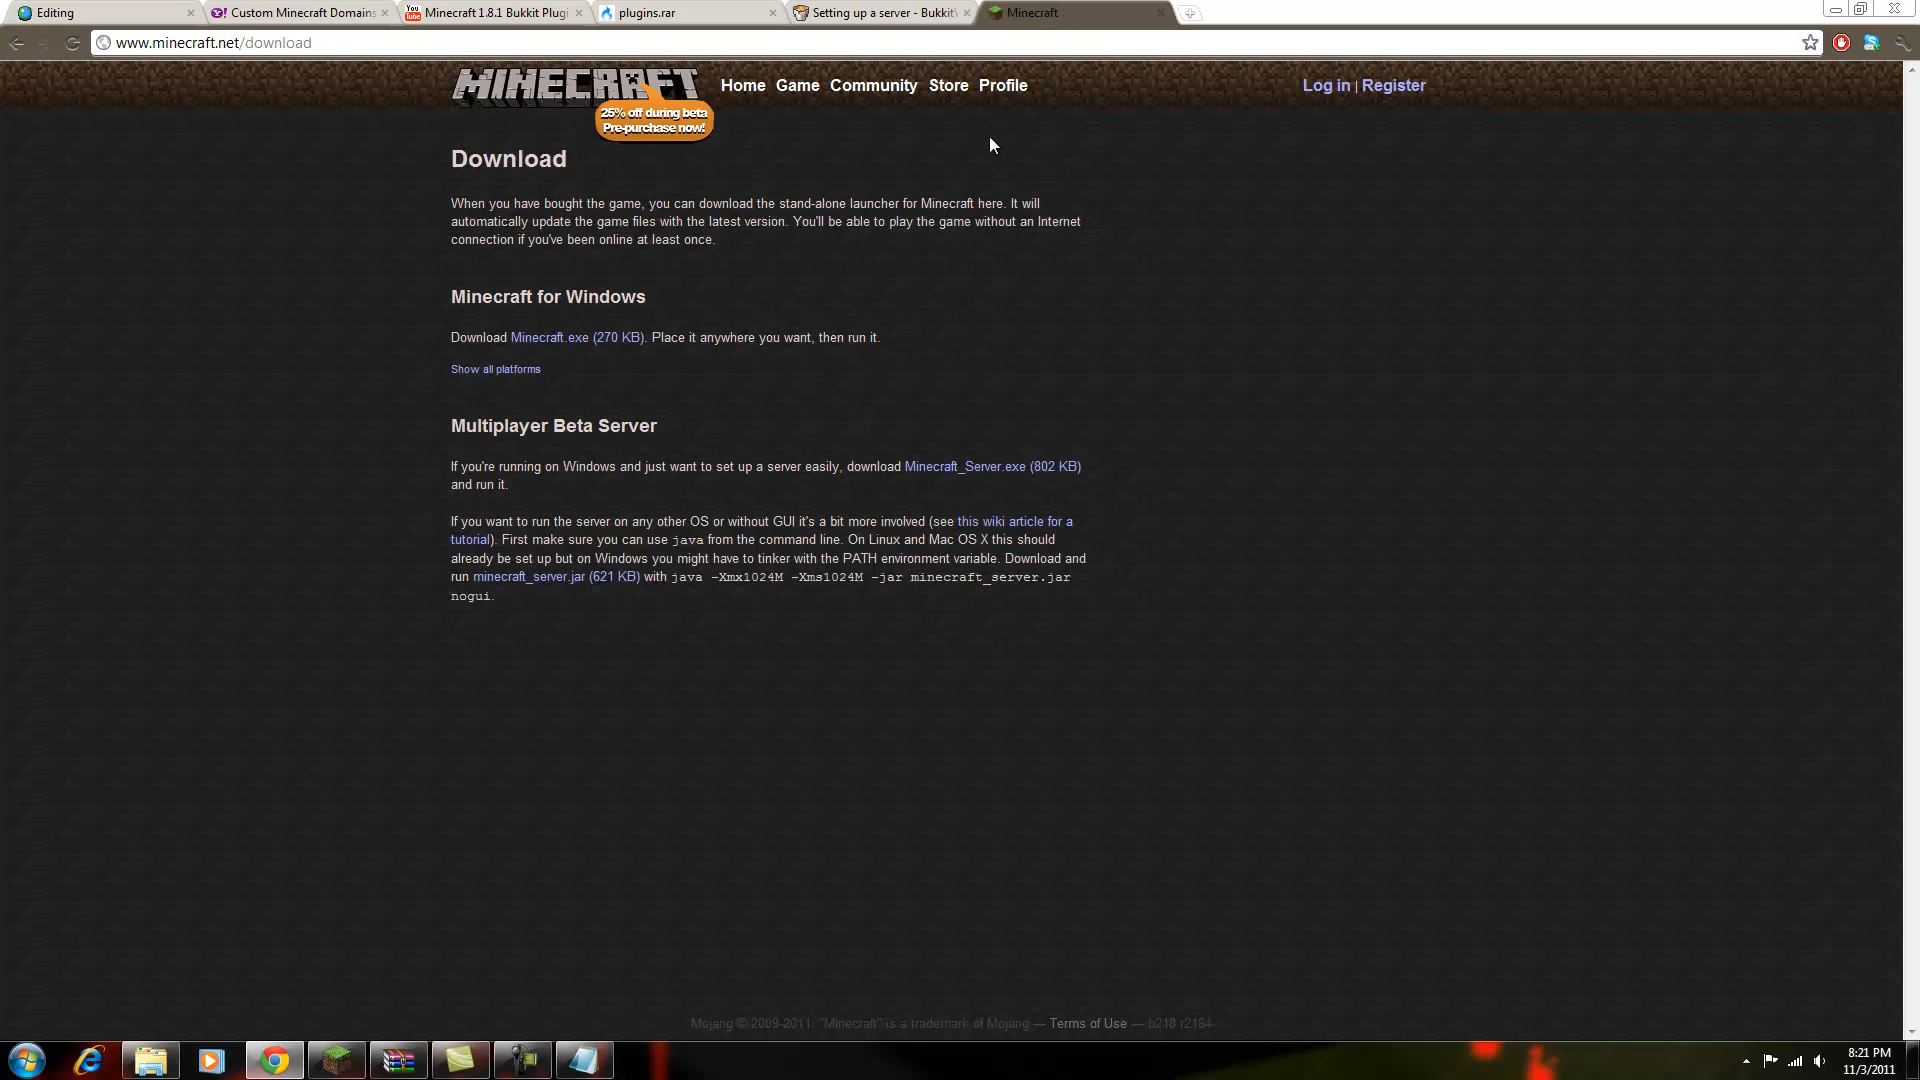 Editing
Custom Minecraft Domains
You Tube Minecraft 1.8.1 Bukkit Plugi
plugins.rar
Setting up a server - Bukkit
Minecraft
www.minecraft.net/download
MINECRAFT
Home Game Community Store Profile
Log in | Register
25% off during beta
Pre-purchase now!
Download
When you have bought the game, you can download the stand-alone launcher for Minecraft here. It will
automatically update the game files with the latest version. You'll be able to play the game without an Internet
connection if you've been online at least once.
Minecraft for Windows
Download Minecraft.exe (270 KB). Place it anywhere you want, then run it.
Show all platforms
Multiplayer Beta Server
If you're running on Windows and just want to set up a server easily, download Minecraft_Server.exe (802 KB)
and run it.
If you want to run the server on any other OS or without GUI it's a bit more involved (see this wiki article for a
tutorial). First make sure you can use java from the command line. On Linux and Mac OS X this should
already be set up but on Windows you might have to tinker with the PATH environment variable. Download and
run minecraft_server.jar (621 KB) with java -Xmx1024M -Xms1024M -jar minecraft_server.jar
nogui.
Mojang © 2009-2011. "Minecraft" is a trademark of Mojang — Terms of Use — b218 r2184-
8:21 PM
11/3/2011